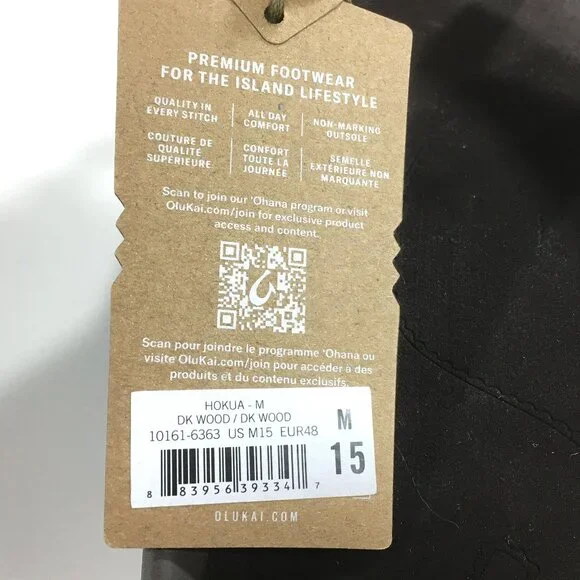 PREMIUM FOOTWEAR
FOR THE ISLAND LIFESTYLE
QUALITY IN
EVERY STITCH
ALL DAY
COMFORT
NON-MARKING
OUTSOLE
COUTURE DE
QUALITÉ
SUPÉRIEURE.
CONFORT
TOUTE LA
JOURNÉE
SEMELLE
EXTÉRIEURE NON
MARQUANTE
Scan to join our 'Ohana program or visit
OluKai.com/join for exclusive product
access and content.
Scan pour joindre le programme 'Ohana ou
visite OluKai.com/join pour accéder à des
produits et du contenu exclusifs.
HOKUA - M
DK WOOD / DK WOOD
10161-6363 US M15 EUR48
M
15
8 83956 39334 7
OLUKAI.COM